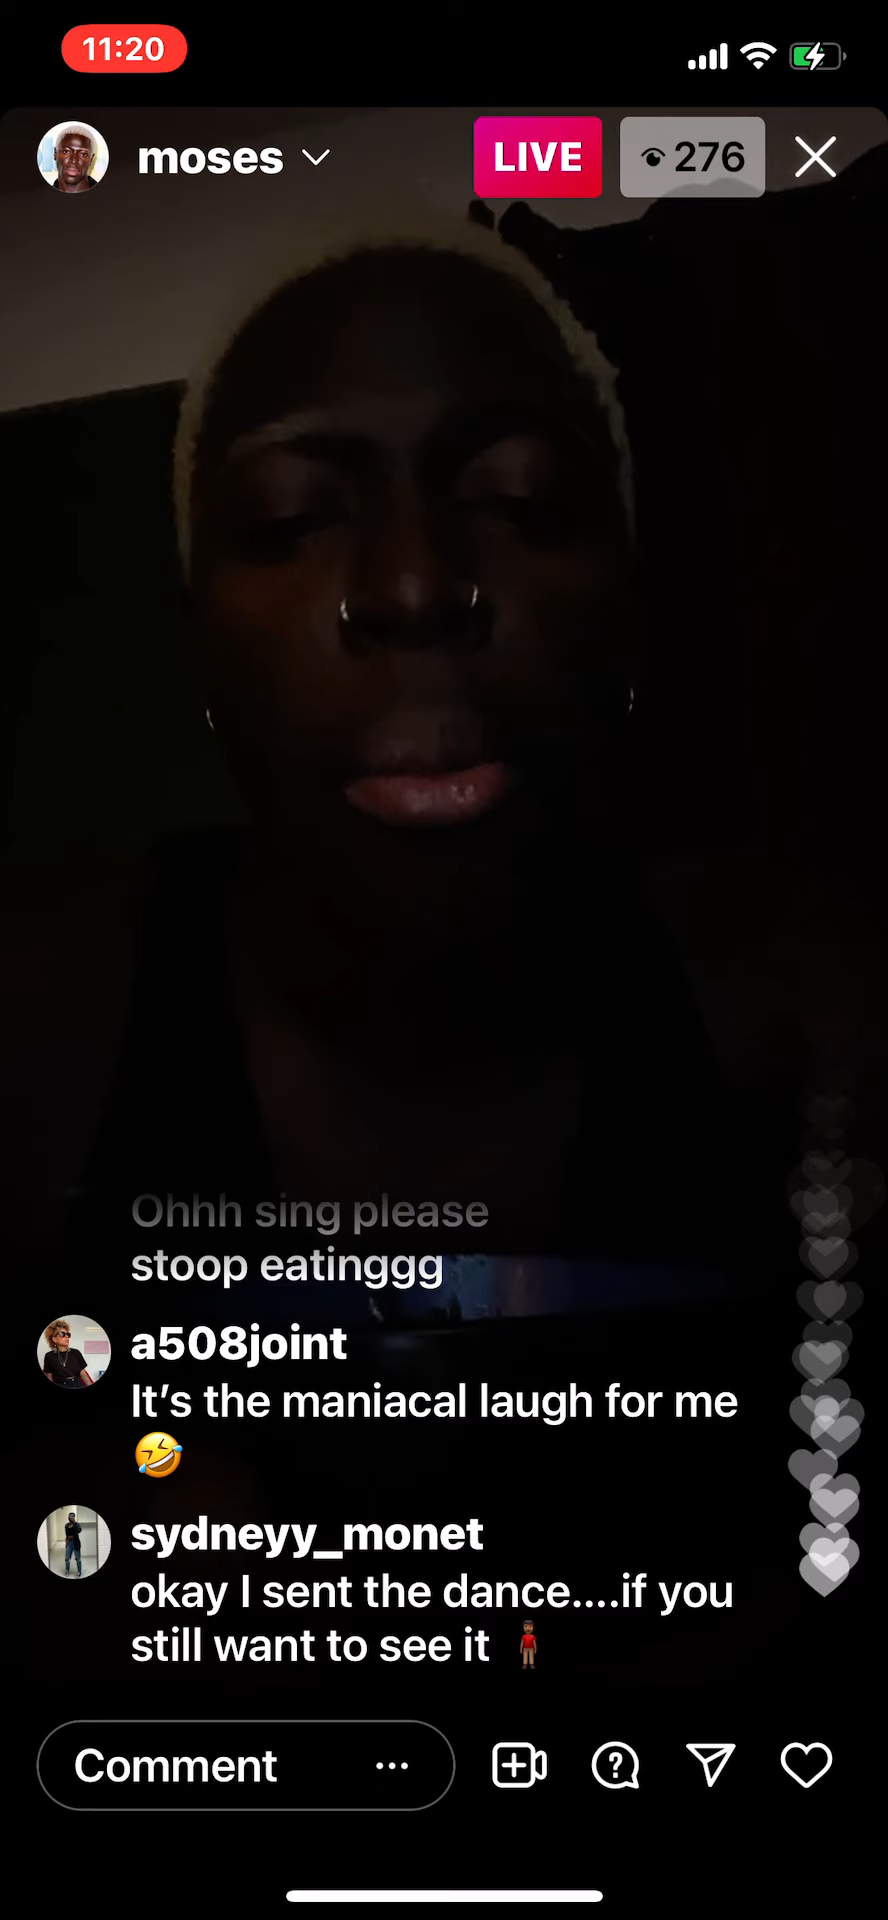 11:20
moses
LIVE
276
Ohhh sing please
stoop eatinggg
a508joint
It’s the maniacal laugh for me
🤣
sydneyy_monet
okay I sent the dance....if you
still want to see it 🧍🏾‍♂️
Comment